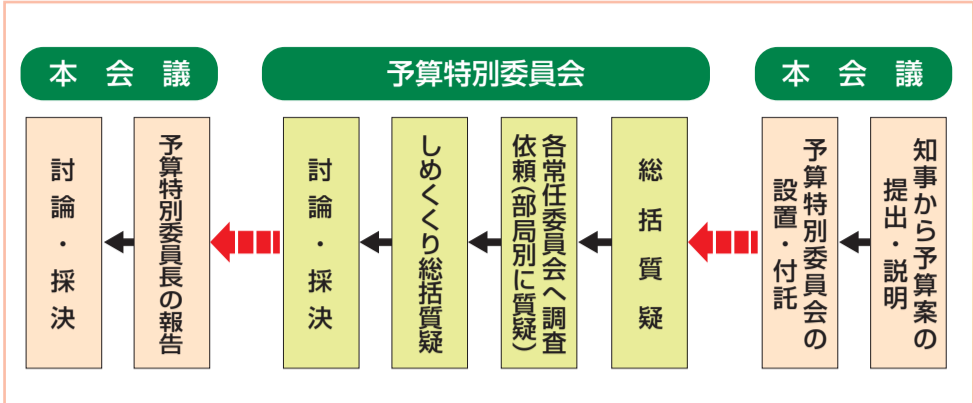 本会議
知事から予算案の
提出・説明
予算特別委員会の
設置・付託
予算特別委員会
総括質疑
各常任委員会へ調査
依頼(部局別に質疑)
しめくくり総括質疑
討論・採決
本会議
予算特別委員長の報告
討論・採決